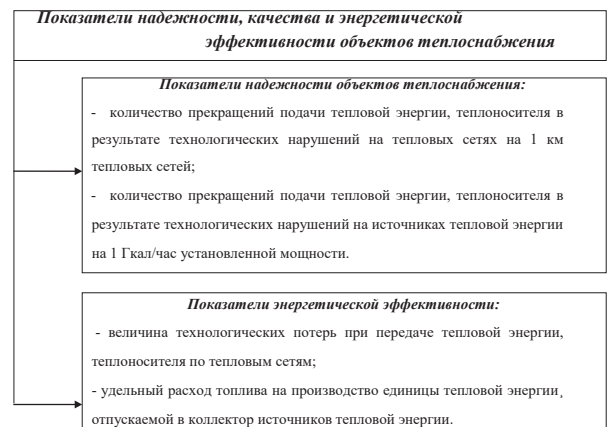 Показатели надежности, качества и энергетической
эффективности объектов теплоснабжения
Показатели надежности объектов теплоснабжения:
- количество прекращений подачи тепловой энергии, теплоносителя в
результате технологических нарушений на тепловых сетях на 1 км
тепловых сетей;
- количество прекращений подачи тепловой энергии, теплоносителя в
результате технологических нарушений на источниках тепловой энергии
на 1 Гкал/час установленной мощности.
Показатели энергетической эффективности:
- величина технологических потерь при передаче тепловой энергии,
теплоносителя по тепловым сетям;
- удельный расход топлива на производство единицы тепловой энергии,
отпускаемой в коллектор источников тепловой энергии.